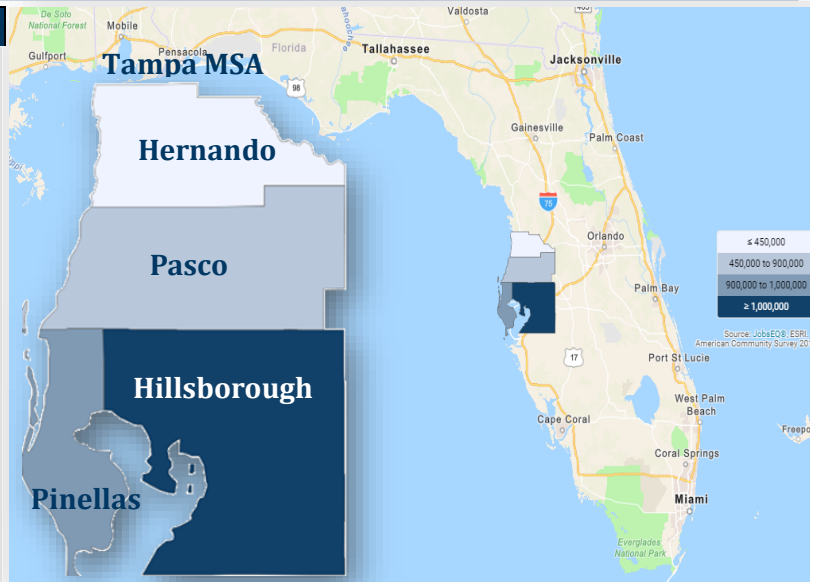 De Soto
National Forest
Mobile
Gulfport
Pensacola
Florida
98
Tallahassee
Valdosta
Jacksonville
Gainesville
Palm Coast
75
Orlando
Palm Bay
17
Port St Lucie
West Palm
Beach
Cape Coral
Coral Springs
Miami
Everglades
National Park
Freepo
Tampa MSA
Hernando
Pasco
Hillsborough
Pinellas
≤ 450,000
450,000 to 900,000
900,000 to 1,000,000
≥ 1,000,000
Source: JobsEQ®, ESRI,
American Community Survey 20